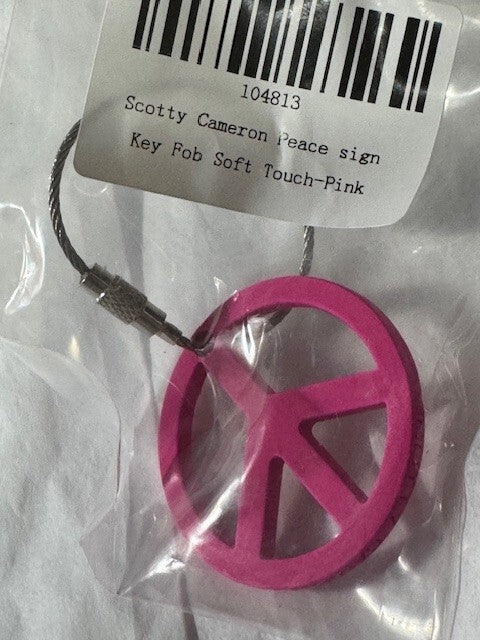 104813
Scotty Cameron Peace sign
Key Fob Soft Touch-Pink